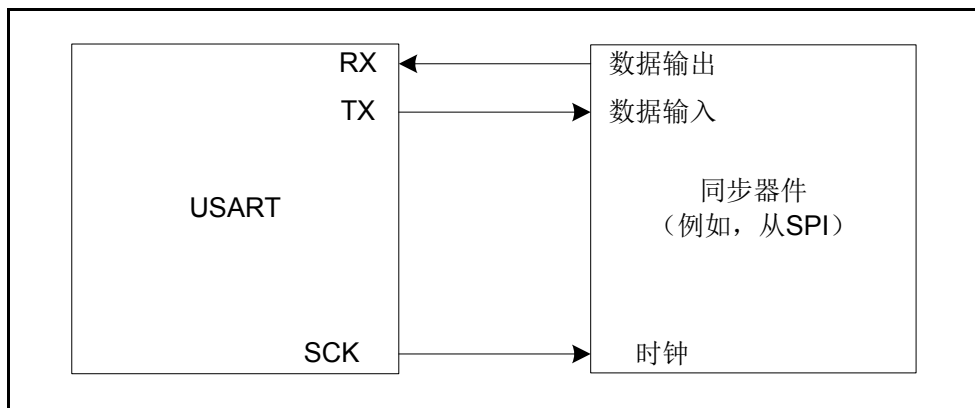 RX
TX
USART
SCK
数据输出
数据输入
同步器件
（例如，从SPI）
时钟